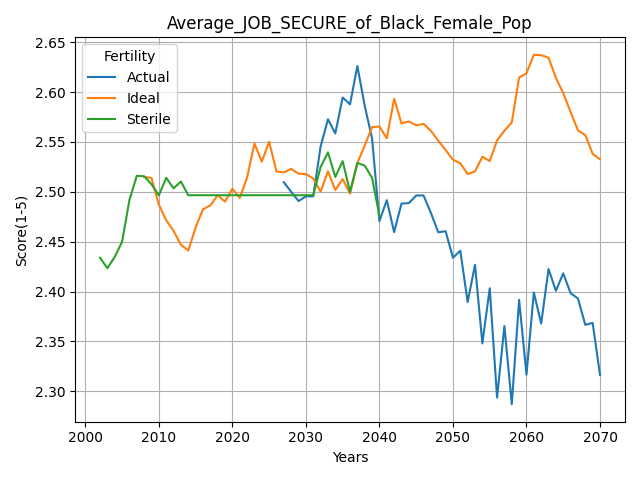 Average_JOB_SECURE_of_Black_Female_Pop
Fertility
Actual
Ideal
Sterile
Score(1-5)
2.65
2.60
2.55
2.50
2.45
2.40
2.35
2.30
2000 2010 2020 2030 2040 2050 2060 2070
Years